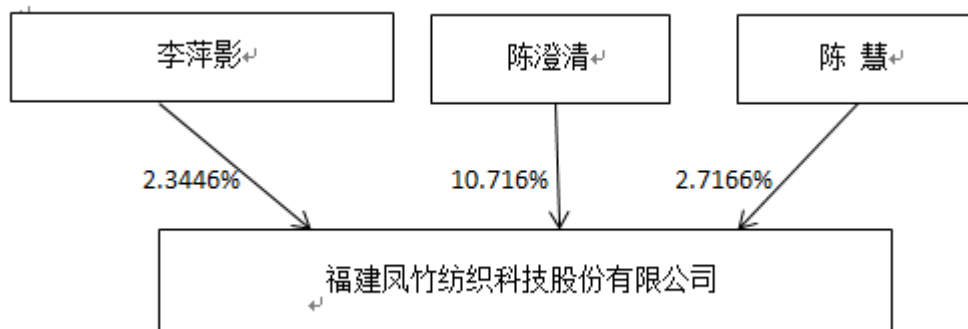 李萍影
陈澄清
陈 慧
2.3446%
10.716%
2.7166%
福建凤竹纺织科技股份有限公司